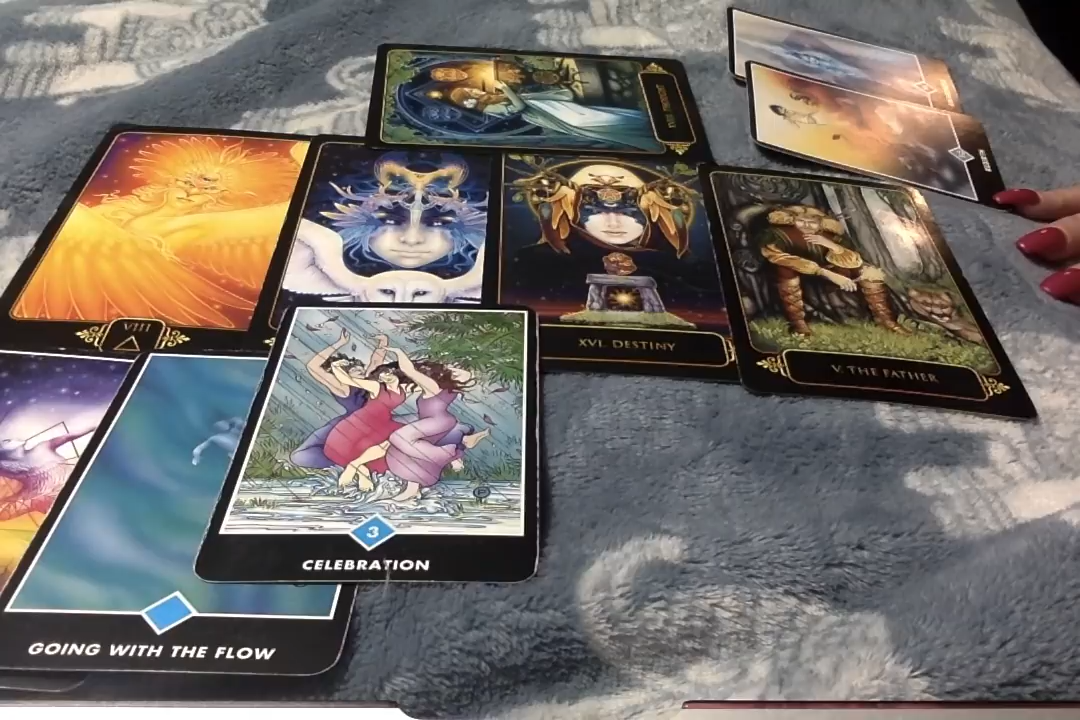 VIII
XVI. DESTINY
V. THE FATHER
3
CELEBRATION
GOING WITH THE FLOW